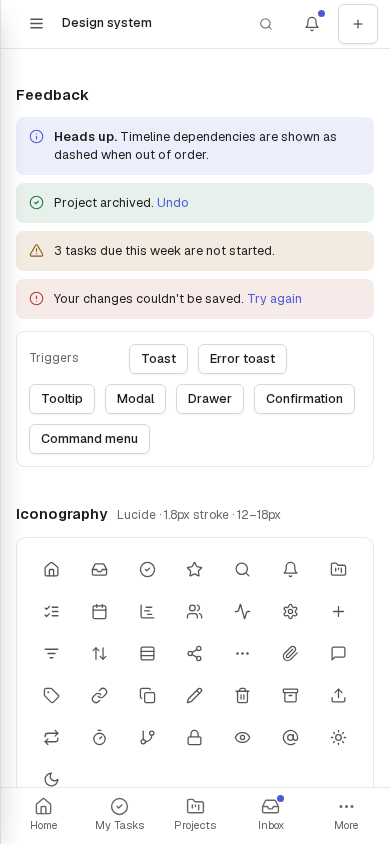 Design system
Feedback
Heads up. Timeline dependencies are shown as
dashed when out of order.
Project archived. Undo
3 tasks due this week are not started.
Your changes couldn't be saved. Try again
Triggers
Toast
Error toast
Tooltip
Modal
Drawer
Confirmation
Command menu
Iconography
Lucide · 1.8px stroke · 12–18px
Home
My Tasks
Projects
Inbox
More